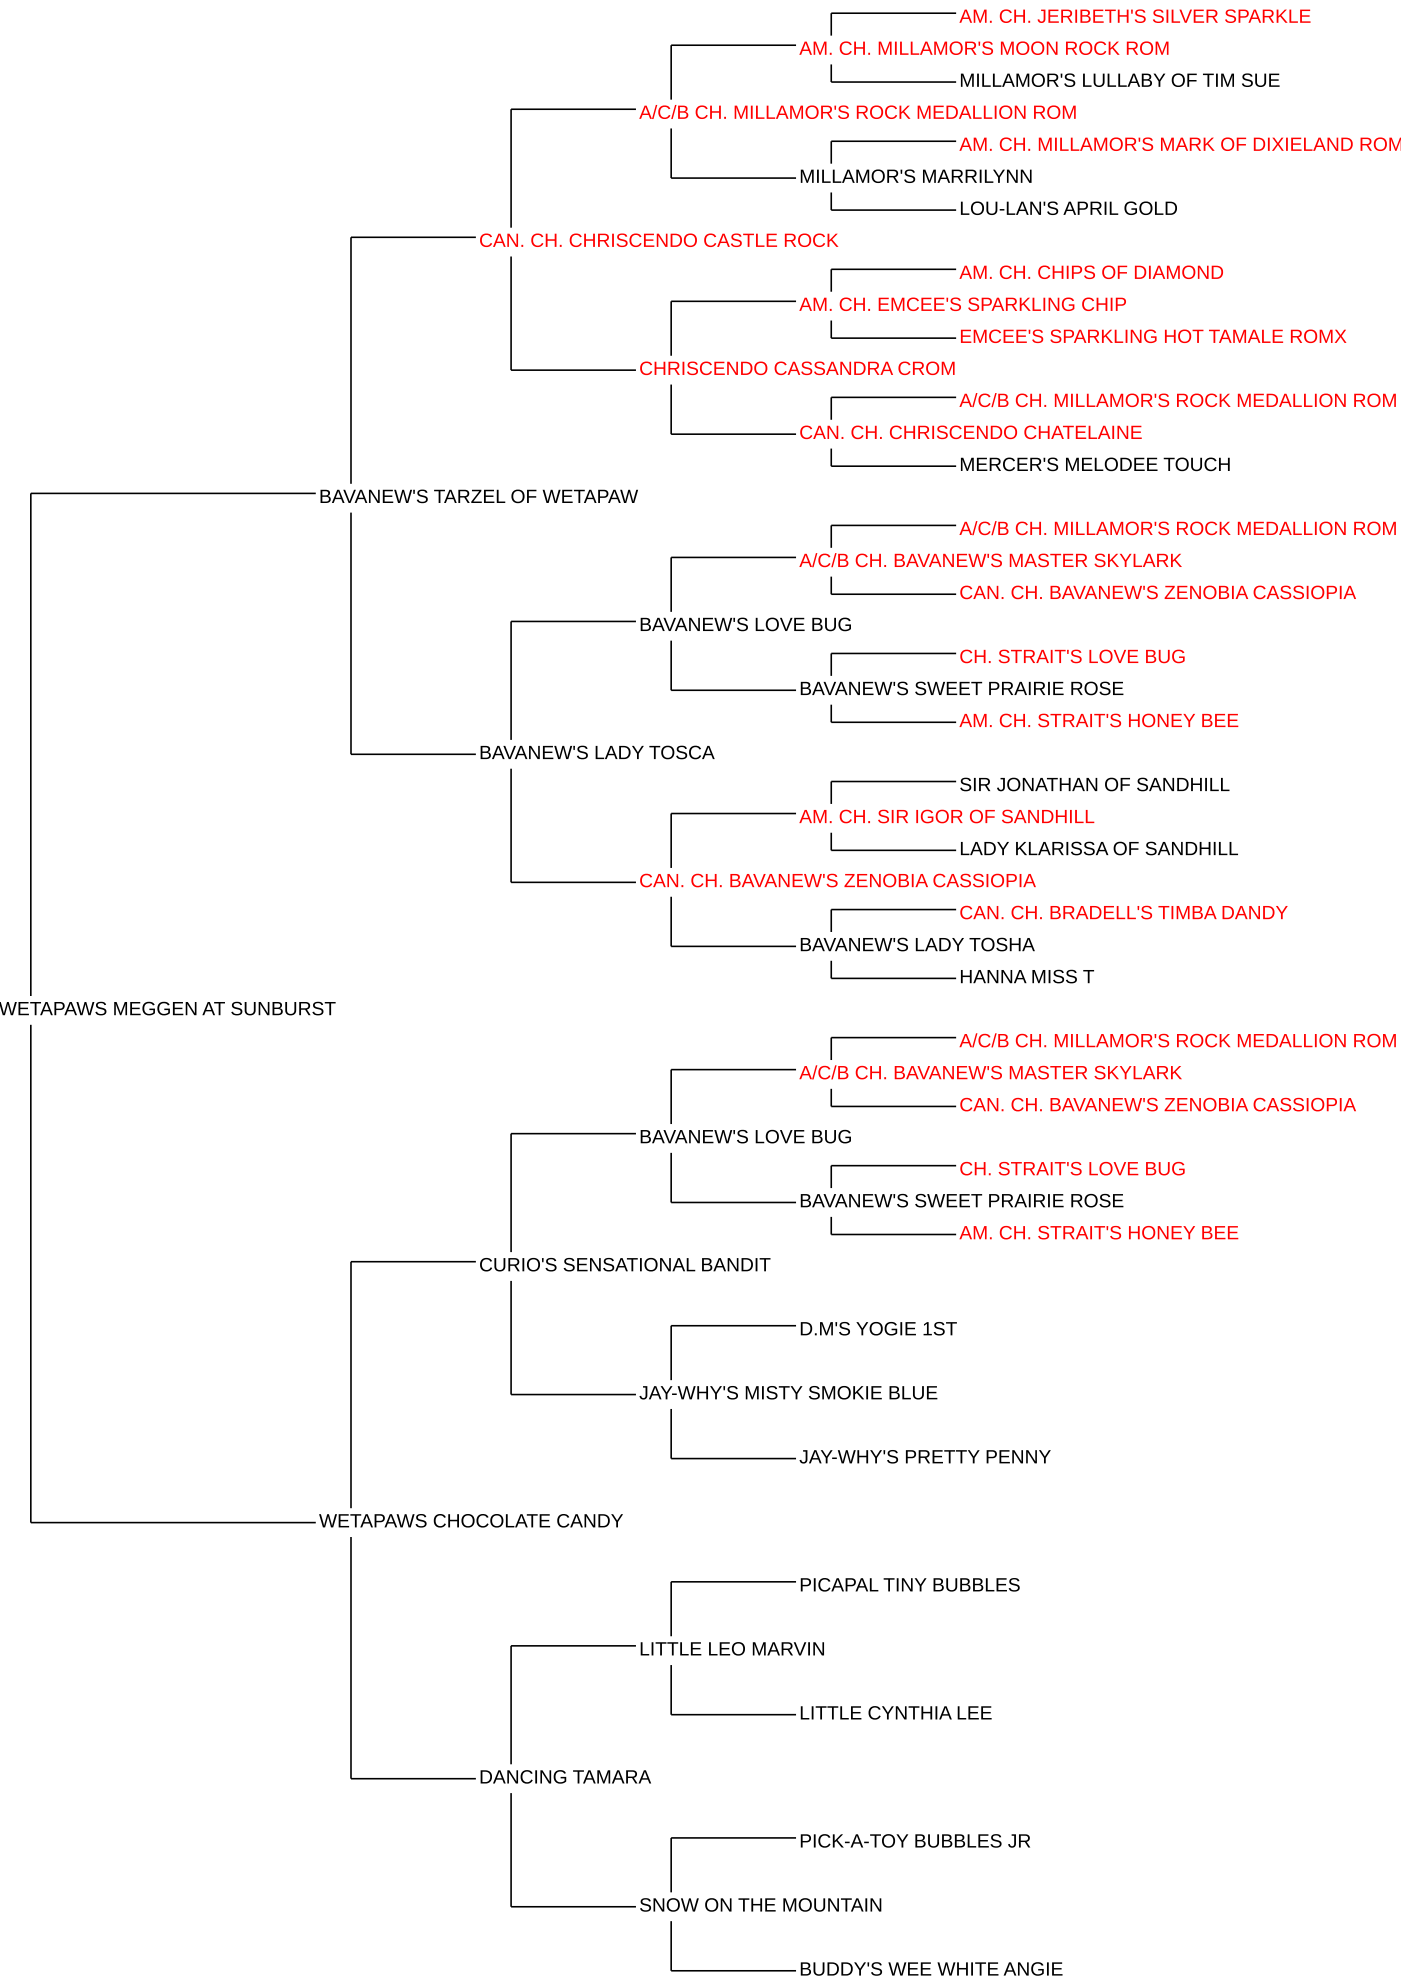 AM. CH. JERIBETH'S SILVER SPARKLE
AM. CH. MILLAMOR'S MOON ROCK ROM
MILLAMOR'S LULLABY OF TIM SUE
A/C/B CH. MILLAMOR'S ROCK MEDALLION ROM
AM. CH. MILLAMOR'S MARK OF DIXIELAND ROM
MILLAMOR'S MARRILYNN
LOU-LAN'S APRIL GOLD
CAN. CH. CHRISCENDO CASTLE ROCK
AM. CH. CHIPS OF DIAMOND
AM. CH. EMCEE'S SPARKLING CHIP
EMCEE'S SPARKLING HOT TAMALE ROMX
CHRISCENDO CASSANDRA CROM
A/C/B CH. MILLAMOR'S ROCK MEDALLION ROM
CAN. CH. CHRISCENDO CHATELAINE
MERCER'S MELODEE TOUCH
BAVANEW'S TARZEL OF WETAPAW
A/C/B CH. MILLAMOR'S ROCK MEDALLION ROM
A/C/B CH. BAVANEW'S MASTER SKYLARK
CAN. CH. BAVANEW'S ZENOBIA CASSIOPIA
BAVANEW'S LOVE BUG
CH. STRAIT'S LOVE BUG
BAVANEW'S SWEET PRAIRIE ROSE
AM. CH. STRAIT'S HONEY BEE
BAVANEW'S LADY TOSCA
SIR JONATHAN OF SANDHILL
AM. CH. SIR IGOR OF SANDHILL
LADY KLARISSA OF SANDHILL
CAN. CH. BAVANEW'S ZENOBIA CASSIOPIA
CAN. CH. BRADELL'S TIMBA DANDY
BAVANEW'S LADY TOSHA
HANNA MISS T
WETAPAWS MEGGEN AT SUNBURST
A/C/B CH. MILLAMOR'S ROCK MEDALLION ROM
A/C/B CH. BAVANEW'S MASTER SKYLARK
CAN. CH. BAVANEW'S ZENOBIA CASSIOPIA
BAVANEW'S LOVE BUG
CH. STRAIT'S LOVE BUG
BAVANEW'S SWEET PRAIRIE ROSE
AM. CH. STRAIT'S HONEY BEE
CURIO'S SENSATIONAL BANDIT
D.M'S YOGIE 1ST
JAY-WHY'S MISTY SMOKIE BLUE
JAY-WHY'S PRETTY PENNY
WETAPAWS CHOCOLATE CANDY
PICAPAL TINY BUBBLES
LITTLE LEO MARVIN
LITTLE CYNTHIA LEE
DANCING TAMARA
PICK-A-TOY BUBBLES JR
SNOW ON THE MOUNTAIN
BUDDY'S WEE WHITE ANGIE